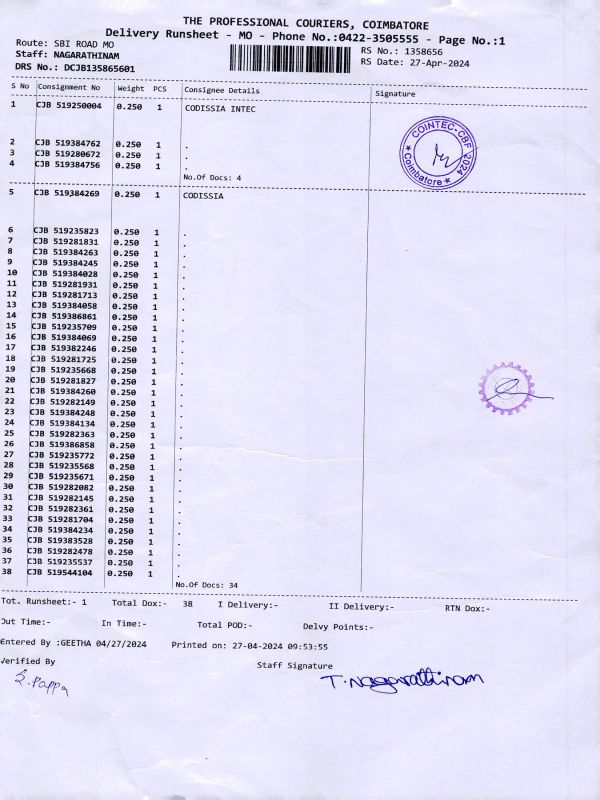 THE PROFESSIONAL COURIERS, COIMBATORE
Delivery Runsheet - MO - Phone No.:0422-3505555 - Page No.:1
Route: SBI ROAD MO
Staff: NAGARATHINAM
DRS No.: DCJB135865601
RS No.: 1358656
RS Date: 27-Apr-2024
S No Consignment No Weight PCS Consignee Details Signature
1 CJB 519250004 0.250 1 CODISSIA INTEC
2 CJB 519384762 0.250 1 .
3 CJB 519280672 0.250 1 .
4 CJB 519384756 0.250 1 .
No.Of Docs: 4
COINTEC-CBF 2024
Coimbatore
5 CJB 519384269 0.250 1 CODISSIA
6 CJB 519235823 0.250 1 .
7 CJB 519281831 0.250 1 .
8 CJB 519384263 0.250 1 .
9 CJB 519384245 0.250 1 .
10 CJB 519384028 0.250 1 .
11 CJB 519281931 0.250 1 .
12 CJB 519281713 0.250 1 .
13 CJB 519384058 0.250 1 .
14 CJB 519386861 0.250 1 .
15 CJB 519235709 0.250 1 .
16 CJB 519384069 0.250 1 .
17 CJB 519382246 0.250 1 .
18 CJB 519281725 0.250 1 .
19 CJB 519235668 0.250 1 .
20 CJB 519281827 0.250 1 .
21 CJB 519384260 0.250 1 .
22 CJB 519282149 0.250 1 .
23 CJB 519384248 0.250 1 .
24 CJB 519384134 0.250 1 .
25 CJB 519282363 0.250 1 .
26 CJB 519386858 0.250 1 .
27 CJB 519235772 0.250 1 .
28 CJB 519235568 0.250 1 .
29 CJB 519235671 0.250 1 .
30 CJB 519282082 0.250 1 .
31 CJB 519282145 0.250 1 .
32 CJB 519282361 0.250 1 .
33 CJB 519281704 0.250 1 .
34 CJB 519384234 0.250 1 .
35 CJB 519383528 0.250 1 .
36 CJB 519282478 0.250 1 .
37 CJB 519235537 0.250 1 .
38 CJB 519544104 0.250 1 .
No.Of Docs: 34
Tot. Runsheet:- 1 Total Dox:- 38 I Delivery:- II Delivery:- RTN Dox:-
Out Time:- In Time:- Total POD:- Delvy Points:-
Entered By :GEETHA 04/27/2024 Printed on: 27-04-2024 09:53:55
Verified By Staff Signature
S. Pappa T. Nagarathinam